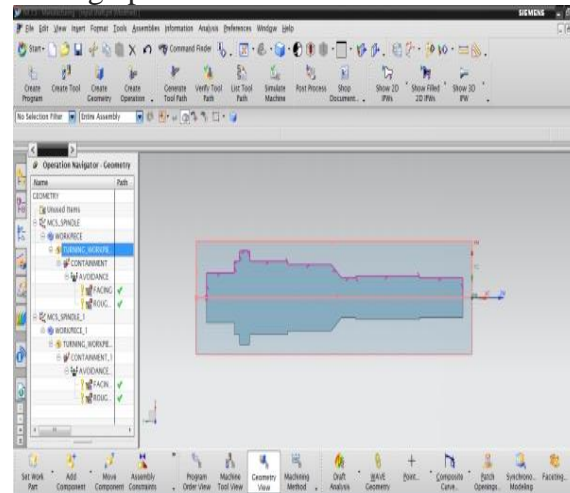 SIEMENS
File Edit View Insert Format Tools Assemblies Information Analysis Preferences Window Help
Start Command Finder
Create Program Create Tool Create Geometry Create Operation Generate Tool Path Verify Tool Path List Tool Path Simulate Machine Post Process Shop Document... Show 2D IPWs Show Filled 2D IPWs Show 3D IPW
No Selection Filter Entire Assembly
Operation Navigator - Geometry
Name Path
GEOMETRY
Unused Items
MCS_SPINDLE
WORKPIECE
TURNING_WORKPIE...
CONTAINMENT
AVOIDANCE
FACING
ROUG...
MCS_SPINDLE_1
WORKPIECE_1
TURNING_WORKPIE...
CONTAINMENT_1
AVOIDANCE
FACIN...
ROUG...
Set Work Part Add Component Move Component Assembly Constraints Program Order View Machine Tool View Geometry View Machining Method Draft Analysis WAVE Geometry Point... Composite Curve... Patch Openings... Synchrono... Modeling Faceting...